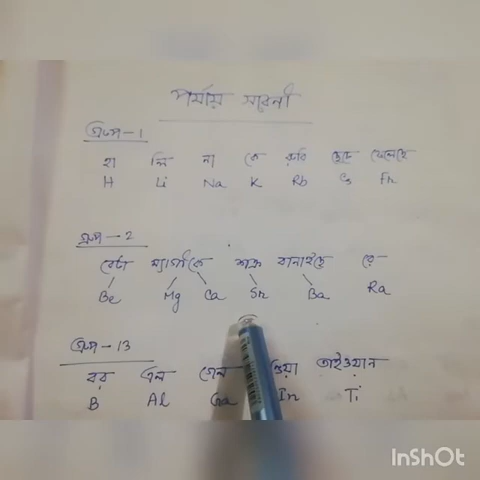 পর্যায় সারণী
গ্রুপ-1
হা লি না কে রুবি ছেচে ফেলেছে
H Li Na K Rb Cs Fr
গ্রুপ-2
বেটা ম্যাগাকে শক্ত বানাইছে রে
Be Mg Ca Sr Ba Ra
গ্রুপ-13
বর এল গেল তাইওয়ান
B Al Ga In Ti
InShOt